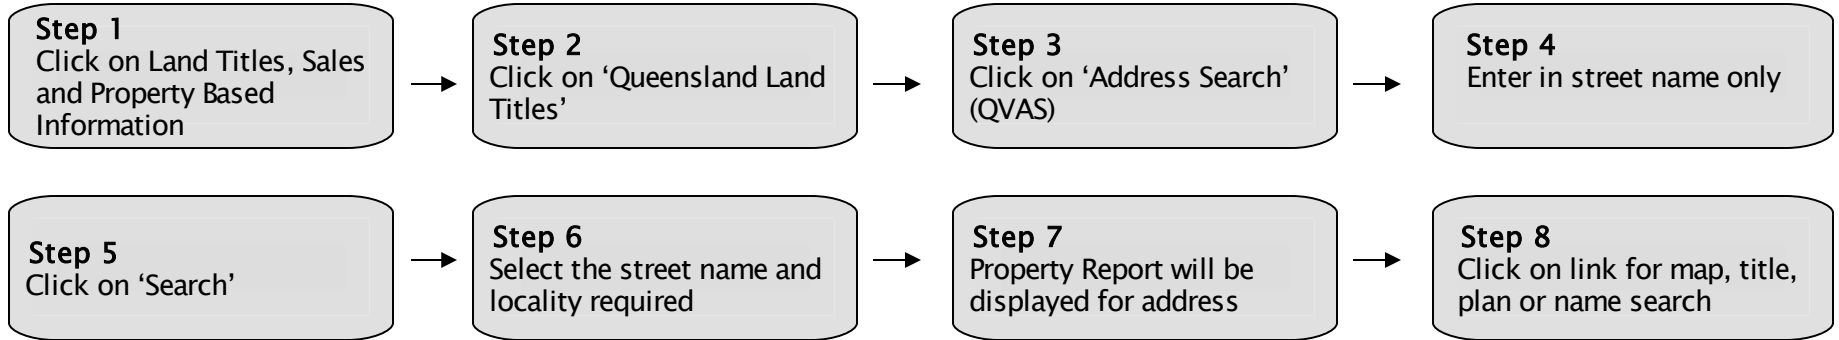 Step 1
Click on Land Titles, Sales
and Property Based
Information
Step 2
Click on ‘Queensland Land
Titles’
Step 3
Click on ‘Address Search’
(QVAS)
Step 4
Enter in street name only
Step 5
Click on ‘Search’
Step 6
Select the street name and
locality required
Step 7
Property Report will be
displayed for address
Step 8
Click on link for map, title,
plan or name search